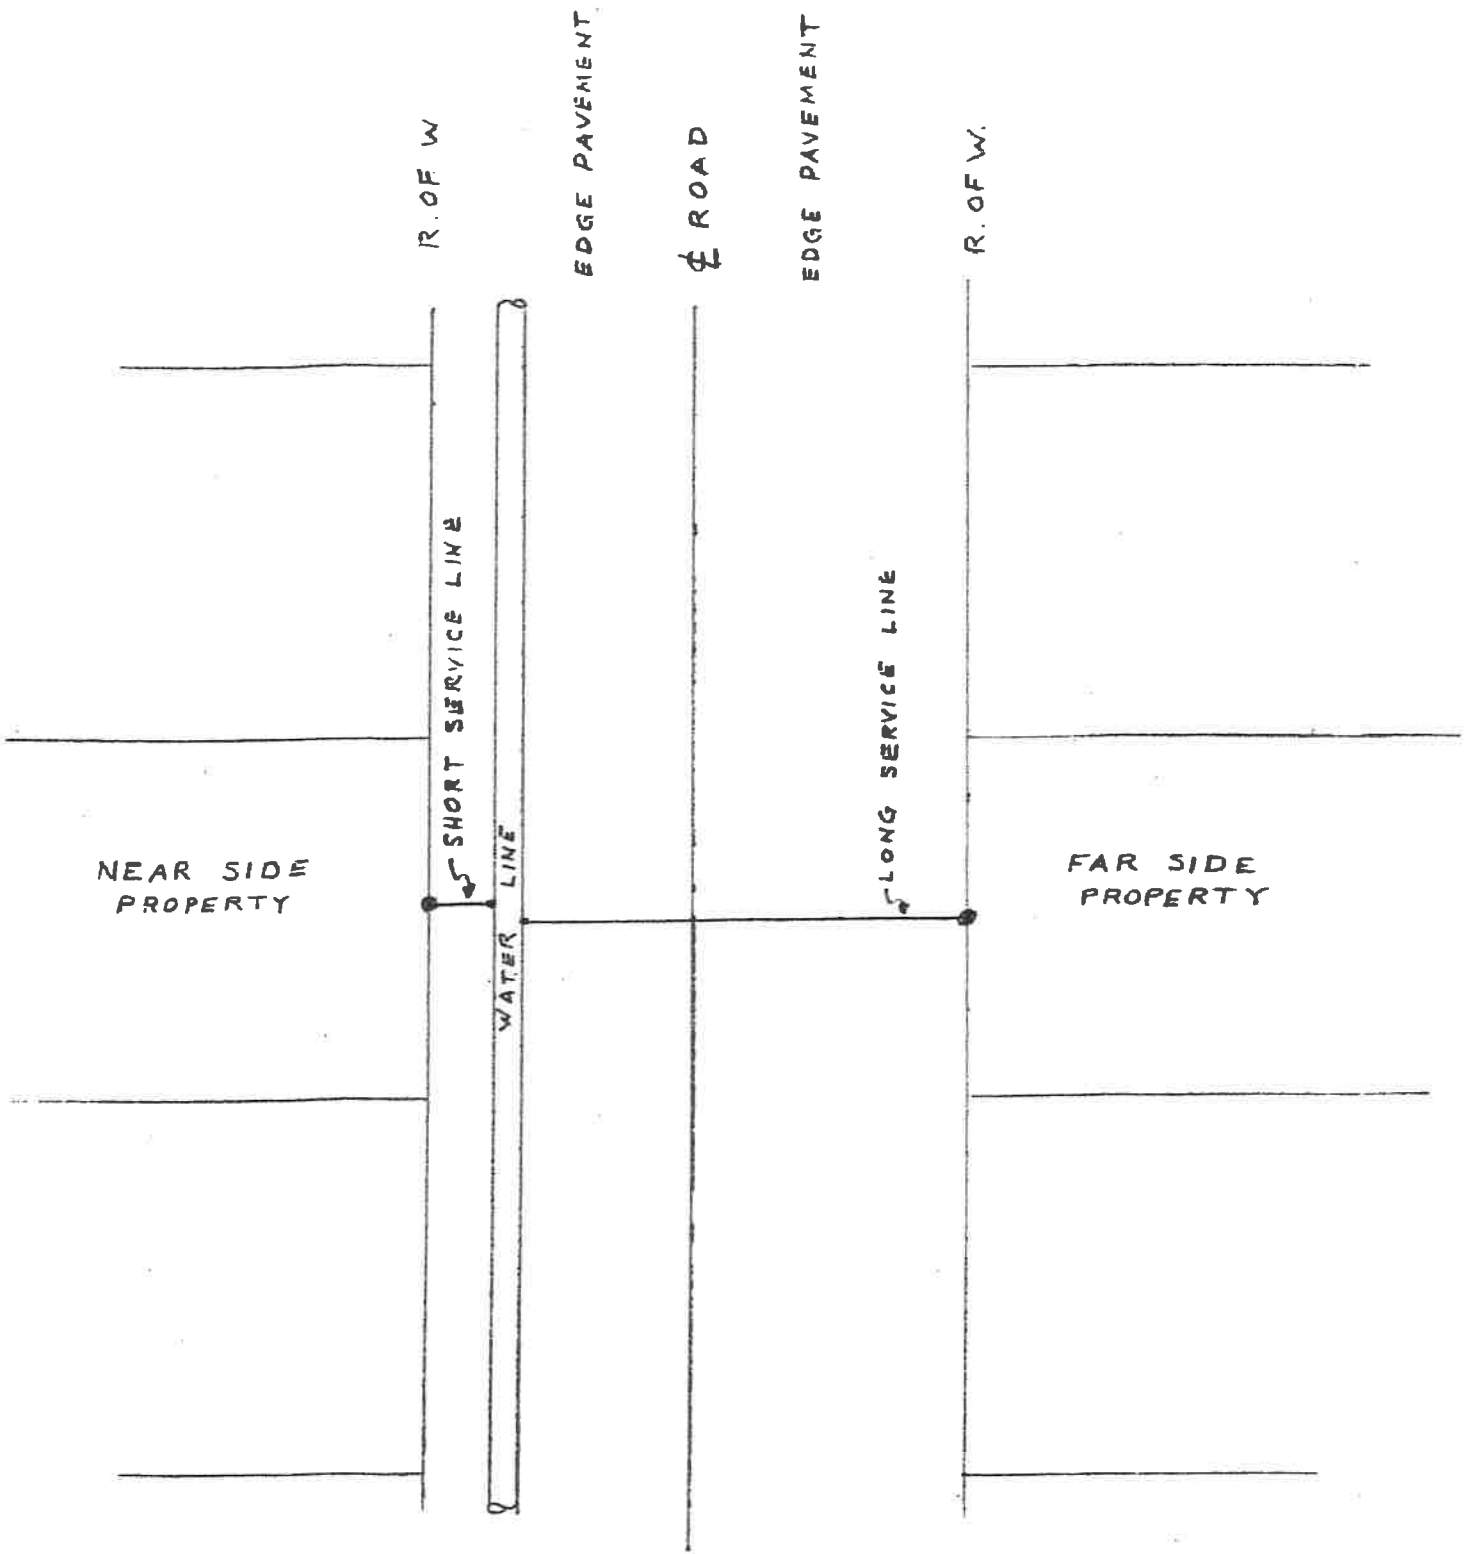 R. OF W
EDGE PAVEMENT
℄ ROAD
EDGE PAVEMENT
R. OF W.
SHORT SERVICE LINE
WATER LINE
LONG SERVICE LINE
NEAR SIDE
PROPERTY
FAR SIDE
PROPERTY